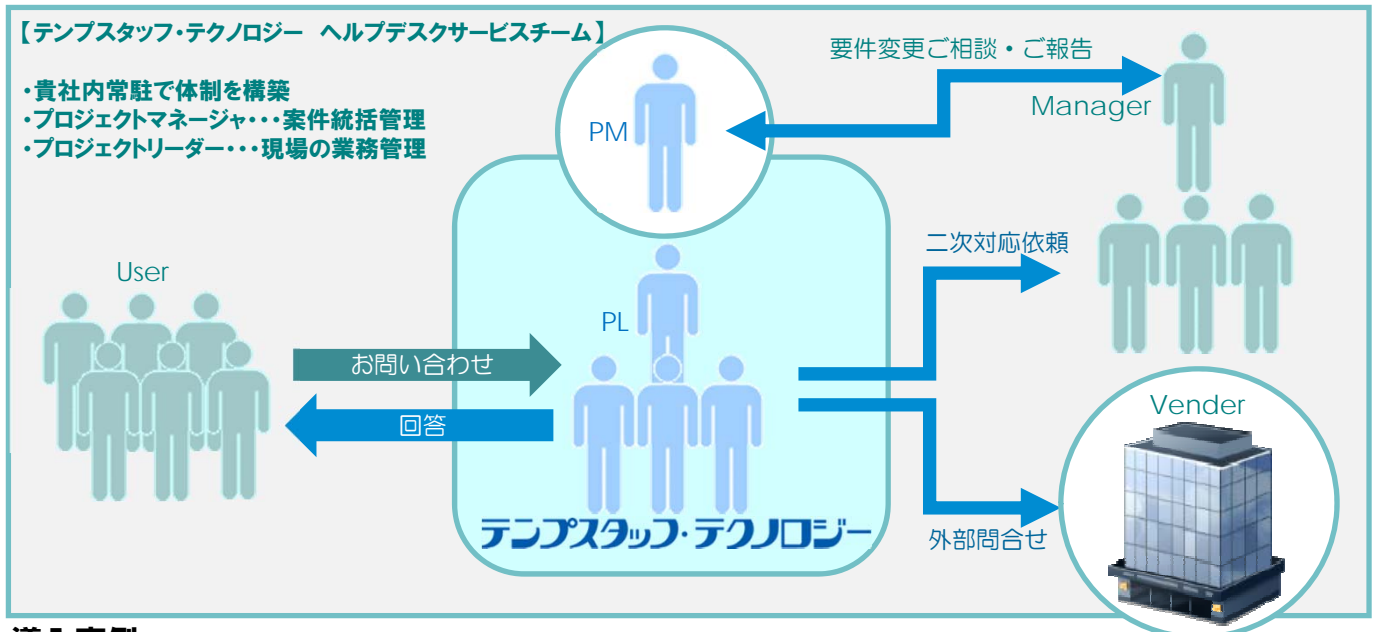 【テンプスタッフ・テクノロジー ヘルプデスクサービスチーム】
・貴社内常駐で体制を構築
・プロジェクトマネージャ・・・案件統括管理
・プロジェクトリーダー・・・現場の業務管理
要件変更ご相談・ご報告
Manager
PM
二次対応依頼
User
PL
お問い合わせ
回答
Vender
テンプスタッフ・テクノロジー
外部問合せ